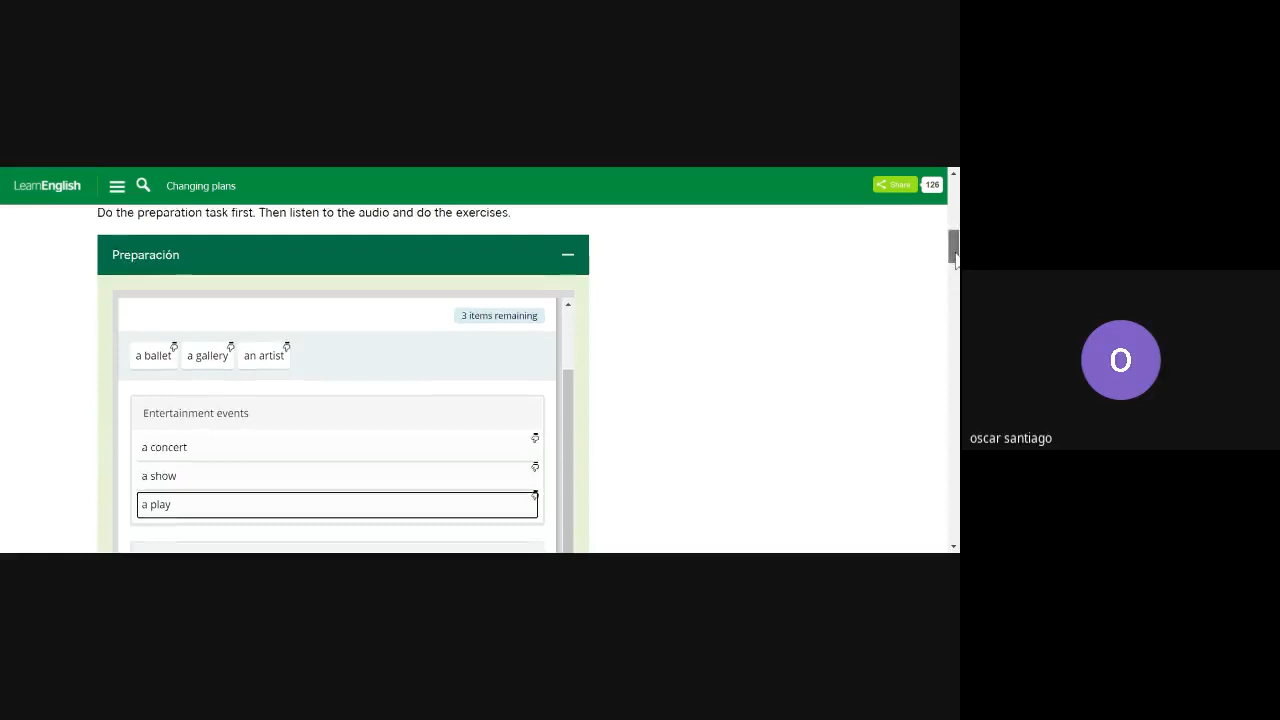 LearnEnglish Changing plans Share 126
Do the preparation task first. Then listen to the audio and do the exercises.
Preparación
3 items remaining
a ballet a gallery an artist
Entertainment events
a concert
a show
a play
O
oscar santiago